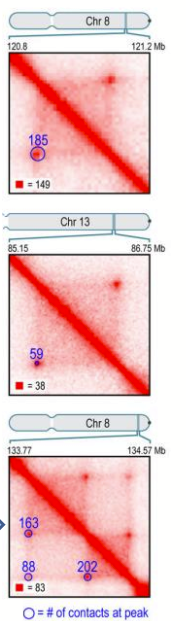 Chr 8
120.8 121.2 Mb
185
= 149
Chr 13
85.15 86.75 Mb
59
= 38
Chr 8
133.77 134.57 Mb
163
88 202
= 83
= # of contacts at peak